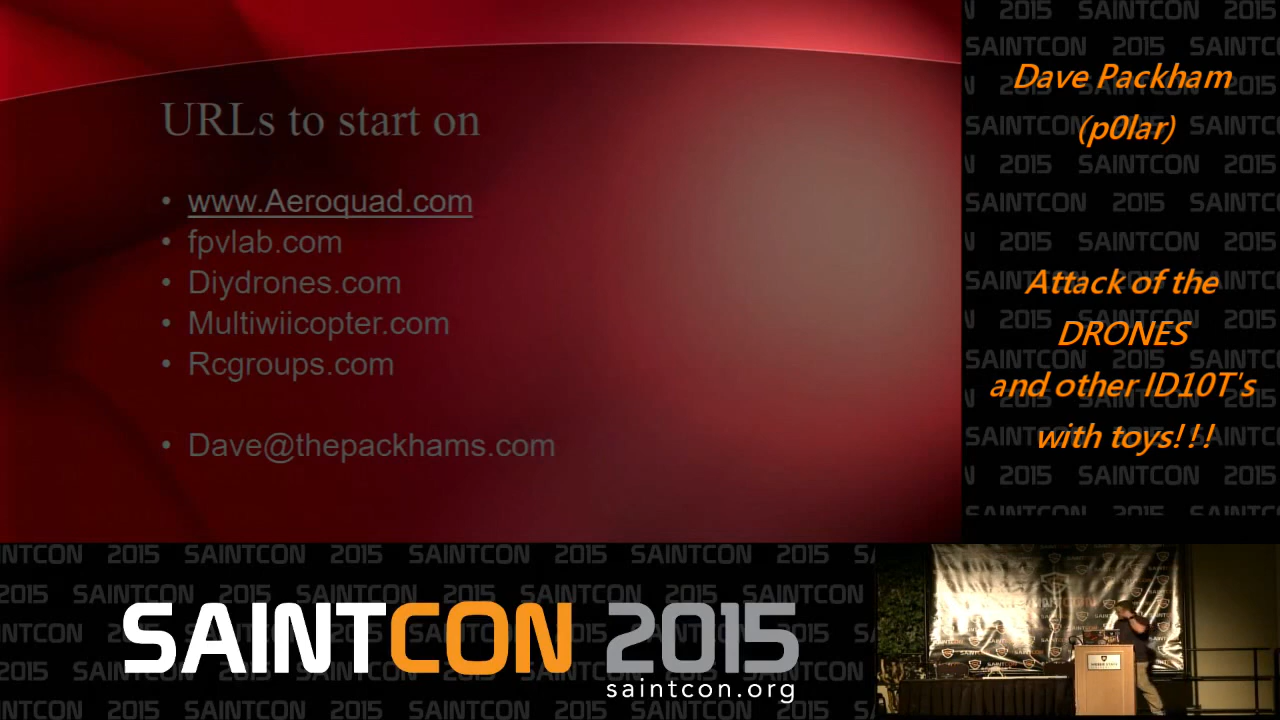 URLs to start on
• www.Aeroquad.com
• fpvlab.com
• Diydrones.com
• Multiwiicopter.com
• Rcgroups.com
• Dave@thepackhams.com
Dave Packham
(p0lar)
Attack of the
DRONES
and other ID10T's
with toys!!!
SAINTCON 2015
saintcon.org